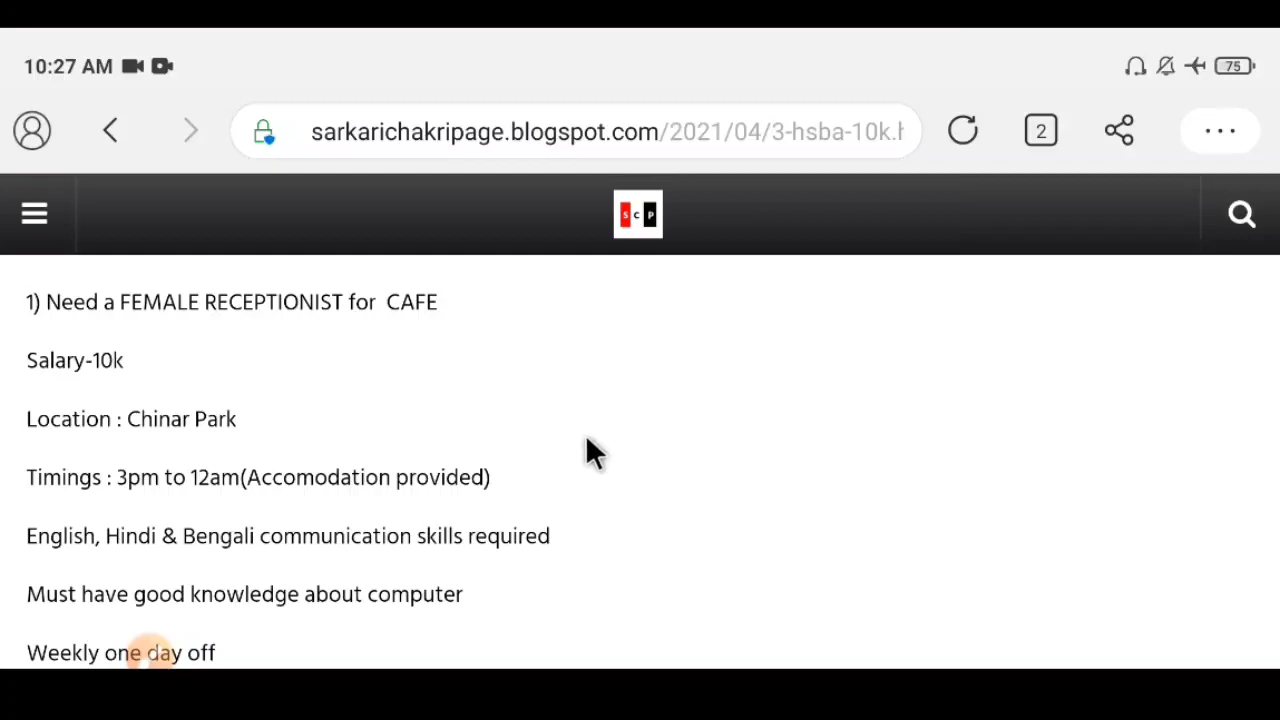 10:27 AM
75
sarkarichakripage.blogspot.com/2021/04/3-hsba-10k.h
2
S C P
1) Need a FEMALE RECEPTIONIST for CAFE
Salary-10k
Location : Chinar Park
Timings : 3pm to 12am(Accomodation provided)
English, Hindi & Bengali communication skills required
Must have good knowledge about computer
Weekly one day off